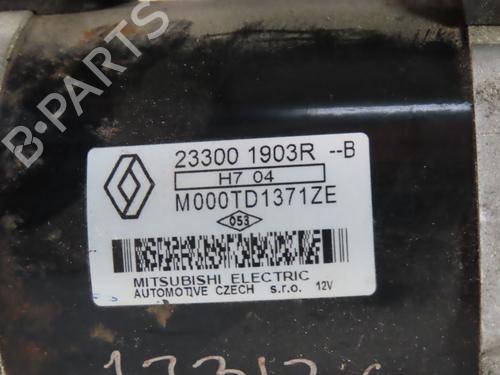 B-PARTS
23300 1903R --B
H7 04
M000TD1371ZE
053
MITSUBISHI ELECTRIC
AUTOMOTIVE CZECH s.r.o. 12V